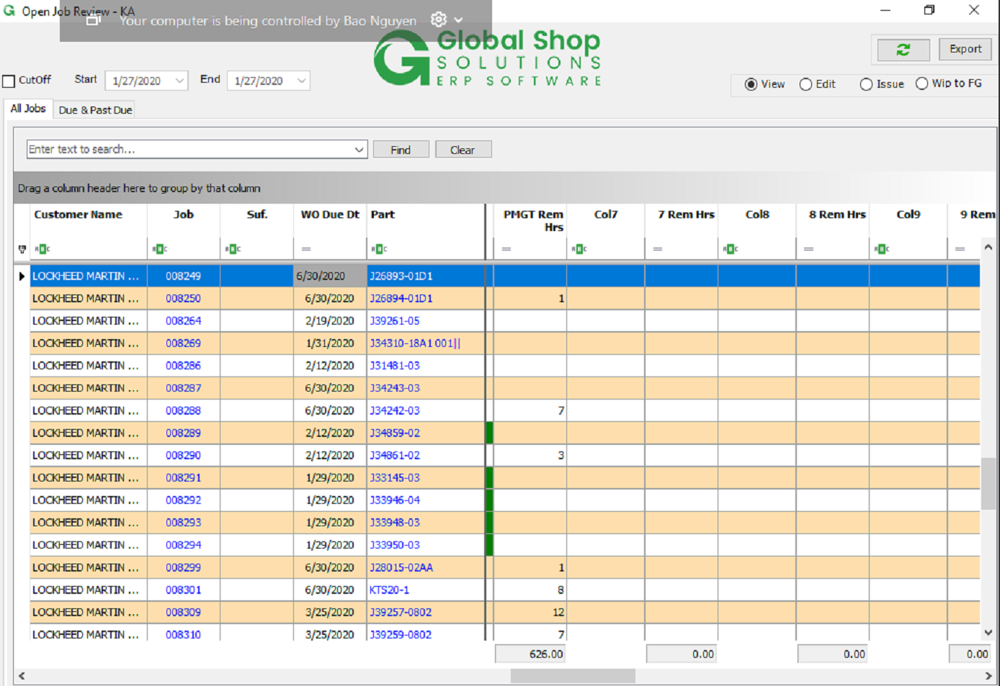 Open Job Review - KA
Your computer is being controlled by Bao Nguyen
Global Shop
SOLUTIONS
ERP SOFTWARE
Export
CutOff Start 1/27/2020 End 1/27/2020
View Edit Issue Wip to FG
All Jobs Due & Past Due
Enter text to search... Find Clear
Drag a column header here to group by that column
Customer Name Job Suf. WO Due Dt Part PMGT Rem Hrs Col7 7 Rem Hrs Col8 8 Rem Hrs Col9 9 Rem
ABC ABC ABC = ABC = ABC = ABC = ABC =
LOCKHEED MARTIN ... 008249 6/30/2020 J26893-01D1
LOCKHEED MARTIN ... 008250 6/30/2020 J26894-01D1 1
LOCKHEED MARTIN ... 008264 2/19/2020 J39261-05
LOCKHEED MARTIN ... 008269 1/31/2020 J34310-18A1 001||
LOCKHEED MARTIN ... 008286 2/12/2020 J31481-03
LOCKHEED MARTIN ... 008287 6/30/2020 J34243-03
LOCKHEED MARTIN ... 008288 6/30/2020 J34242-03 7
LOCKHEED MARTIN ... 008289 2/12/2020 J34859-02
LOCKHEED MARTIN ... 008290 2/12/2020 J34861-02 3
LOCKHEED MARTIN ... 008291 1/29/2020 J33145-03
LOCKHEED MARTIN ... 008292 1/29/2020 J33946-04
LOCKHEED MARTIN ... 008293 1/29/2020 J33948-03
LOCKHEED MARTIN ... 008294 1/29/2020 J33950-03
LOCKHEED MARTIN ... 008299 6/30/2020 J28015-02AA 1
LOCKHEED MARTIN ... 008301 6/30/2020 KTS20-1 8
LOCKHEED MARTIN ... 008309 3/25/2020 J39257-0802 12
LOCKHEED MARTIN ... 008310 3/25/2020 J39259-0802 7
626.00 0.00 0.00 0.00